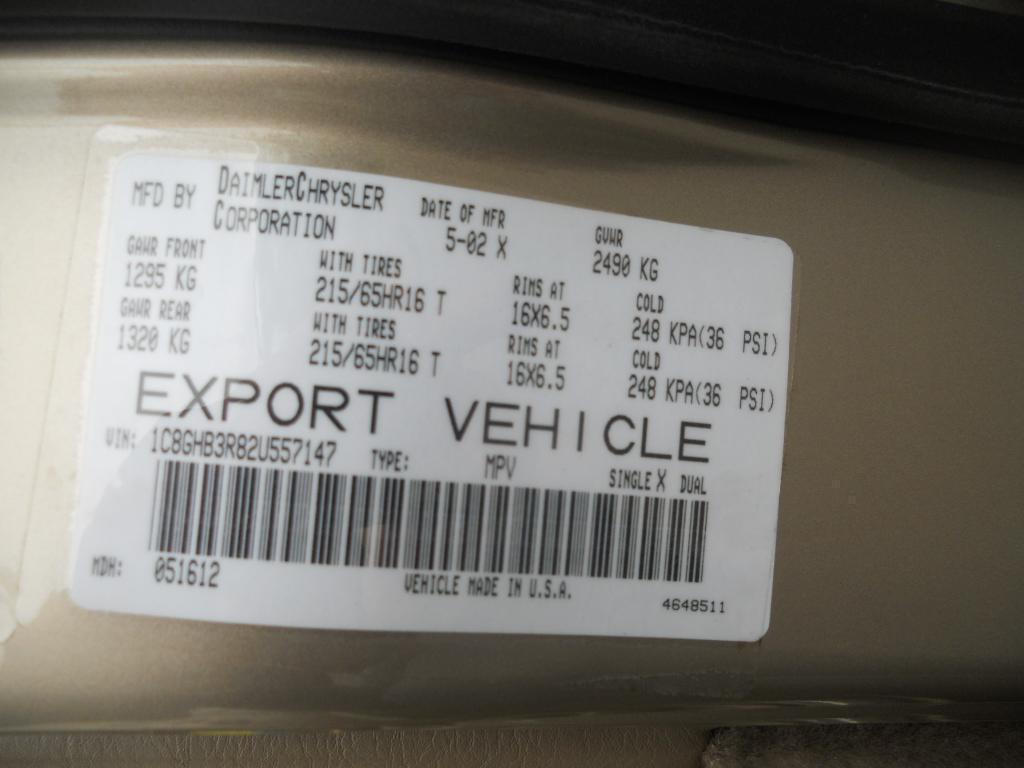 MFD BY DAIMLERCHRYSLER CORPORATION DATE OF MFR 5-02 X GVWR 2490 KG
GAWR FRONT WITH TIRES RIMS AT COLD
1295 KG 215/65HR16 T 16X6.5 248 KPA(36 PSI)
GAWR REAR WITH TIRES RIMS AT COLD
1320 KG 215/65HR16 T 16X6.5 248 KPA(36 PSI)
EXPORT VEHICLE
VIN: 1C8GHB3R82U557147 TYPE: MPV SINGLE X DUAL
MDH: 051612 VEHICLE MADE IN U.S.A. 4648511